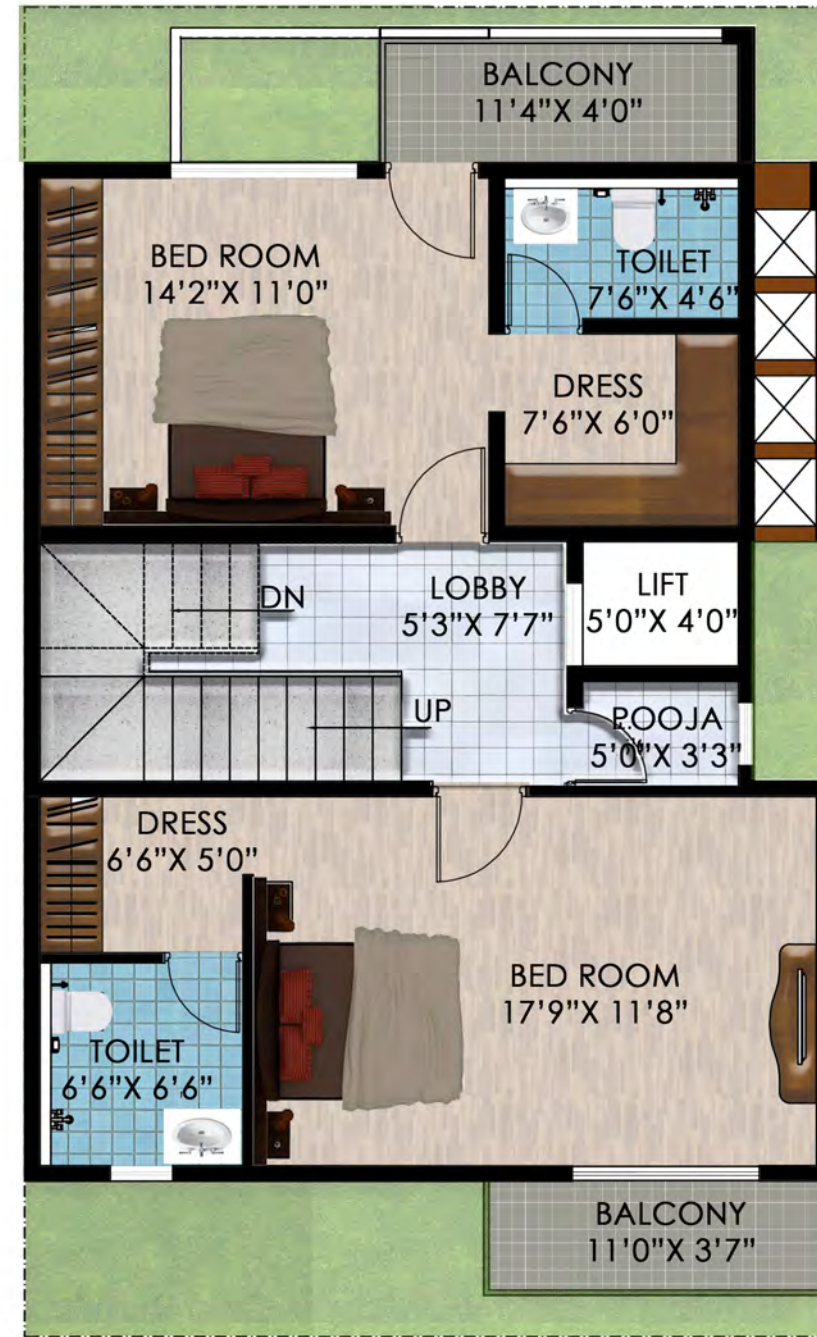 BALCONY
11’4”X 4’0”
BED ROOM
14’2”X 11’0”
TOILET
7’6”X 4’6”
DRESS
7’6”X 6’0”
DN
LOBBY
5’3”X 7’7”
LIFT
5’0”X 4’0”
UP
POOJA
5’0”X 3’3”
DRESS
6’6”X 5’0”
BED ROOM
17’9”X 11’8”
TOILET
6’6”X 6’6”
BALCONY
11’0”X 3’7”